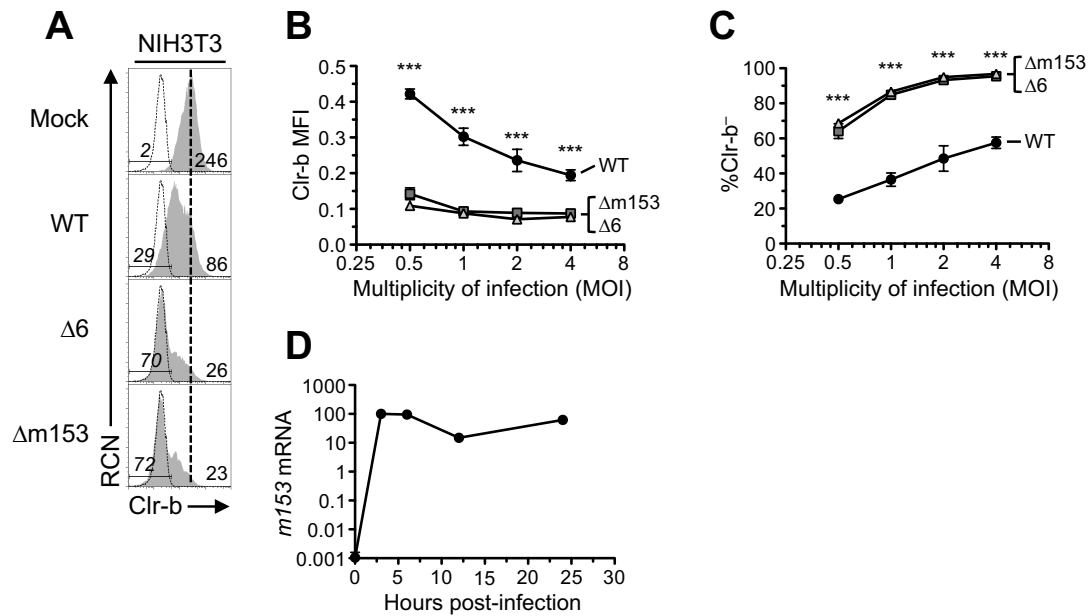 A
NIH3T3
Mock
2
246
WT
29
86
Δ6
70
26
Δm153
72
23
RCN
Clr-b
B
Clr-b MFI
0.5
0.4
0.3
0.2
0.1
0.0
***
***
***
***
WT
Δm153
Δ6
0.25
0.5
1
2
4
8
Multiplicity of infection (MOI)
C
%Clr-b⁻
100
80
60
40
20
0
***
***
***
***
Δm153
Δ6
WT
0.25
0.5
1
2
4
8
Multiplicity of infection (MOI)
D
m153 mRNA
1000
100
10
1
0.1
0.01
0.001
0
5
10
15
20
25
30
Hours post-infection